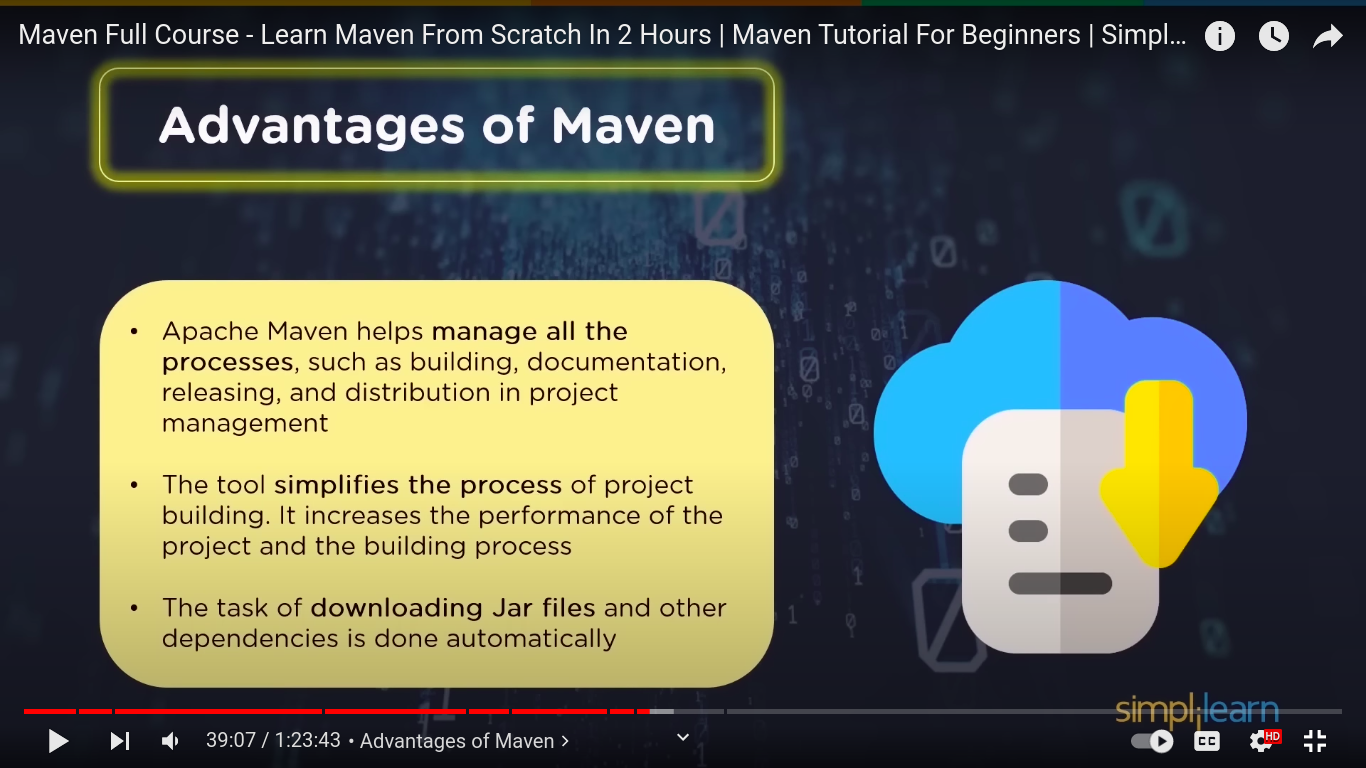 Maven Full Course - Learn Maven From Scratch In 2 Hours | Maven Tutorial For Beginners | Simpl...
Advantages of Maven
• Apache Maven helps manage all the
processes, such as building, documentation,
releasing, and distribution in project
management
• The tool simplifies the process of project
building. It increases the performance of the
project and the building process
• The task of downloading Jar files and other
dependencies is done automatically
simplilearn
39:07 / 1:23:43 • Advantages of Maven
CC
HD